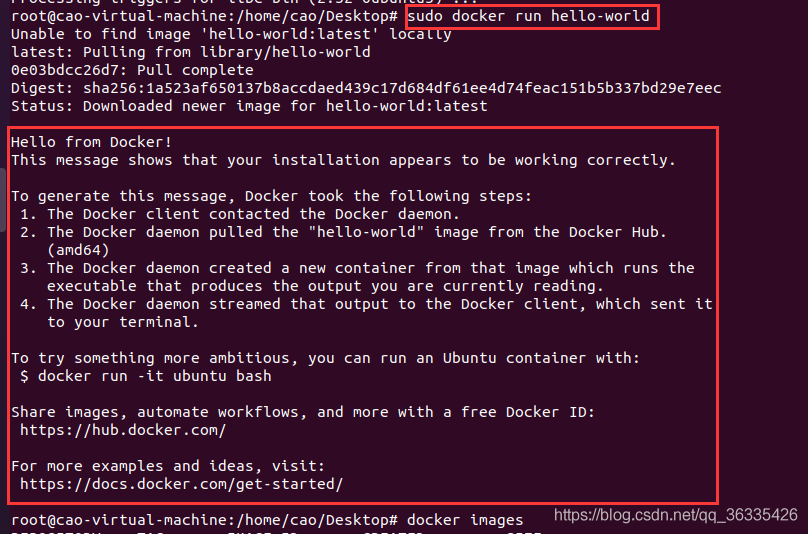 root@cao-virtual-machine:/home/cao/Desktop# sudo docker run hello-world
Unable to find image 'hello-world:latest' locally
latest: Pulling from library/hello-world
0e03bdcc26d7: Pull complete
Digest: sha256:1a523af650137b8accdaed439c17d684df61ee4d74feac151b5b337bd29e7eec
Status: Downloaded newer image for hello-world:latest
Hello from Docker!
This message shows that your installation appears to be working correctly.
To generate this message, Docker took the following steps:
1. The Docker client contacted the Docker daemon.
2. The Docker daemon pulled the "hello-world" image from the Docker Hub.
(amd64)
3. The Docker daemon created a new container from that image which runs the
executable that produces the output you are currently reading.
4. The Docker daemon streamed that output to the Docker client, which sent it
to your terminal.
To try something more ambitious, you can run an Ubuntu container with:
$ docker run -it ubuntu bash
Share images, automate workflows, and more with a free Docker ID:
https://hub.docker.com/
For more examples and ideas, visit:
https://docs.docker.com/get-started/
root@cao-virtual-machine:/home/cao/Desktop# docker images
https://blog.csdn.net/qq_36335426